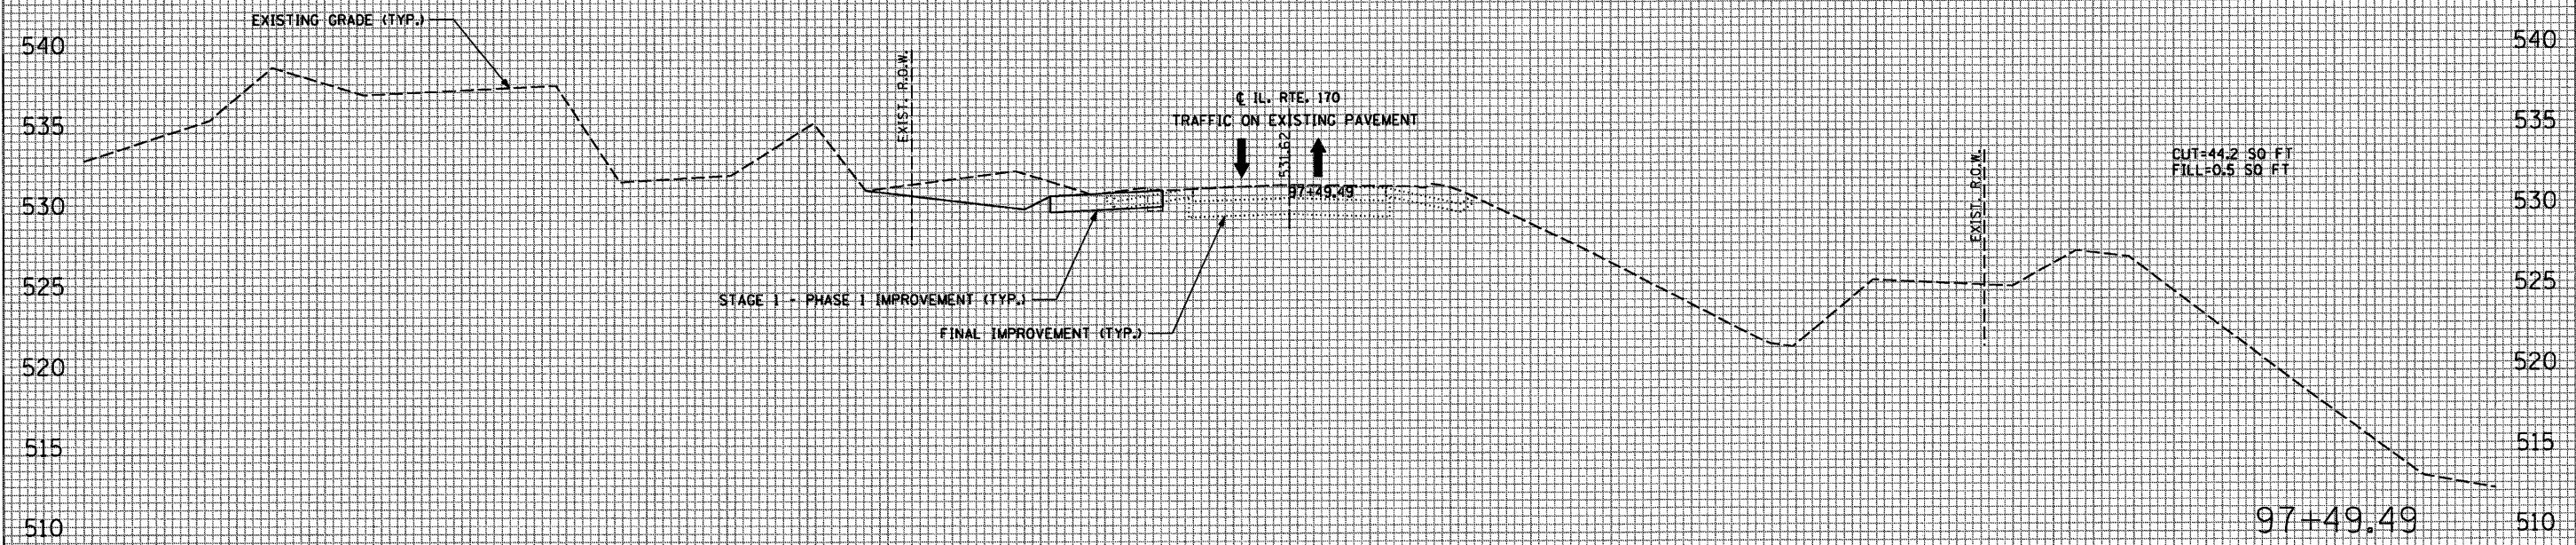 EXISTING GRADE (TYP.)
540
540
EXIST. R.O.W.
℄ IL. RTE. 170
TRAFFIC ON EXISTING PAVEMENT
535
535
531.62
EXIST. R.O.W.
CUT=44.2 SQ FT
FILL=0.5 SQ FT
97+49.49
530
530
525
525
STAGE 1 - PHASE 1 IMPROVEMENT (TYP.)
FINAL IMPROVEMENT (TYP.)
520
520
515
515
510
97+49.49
510